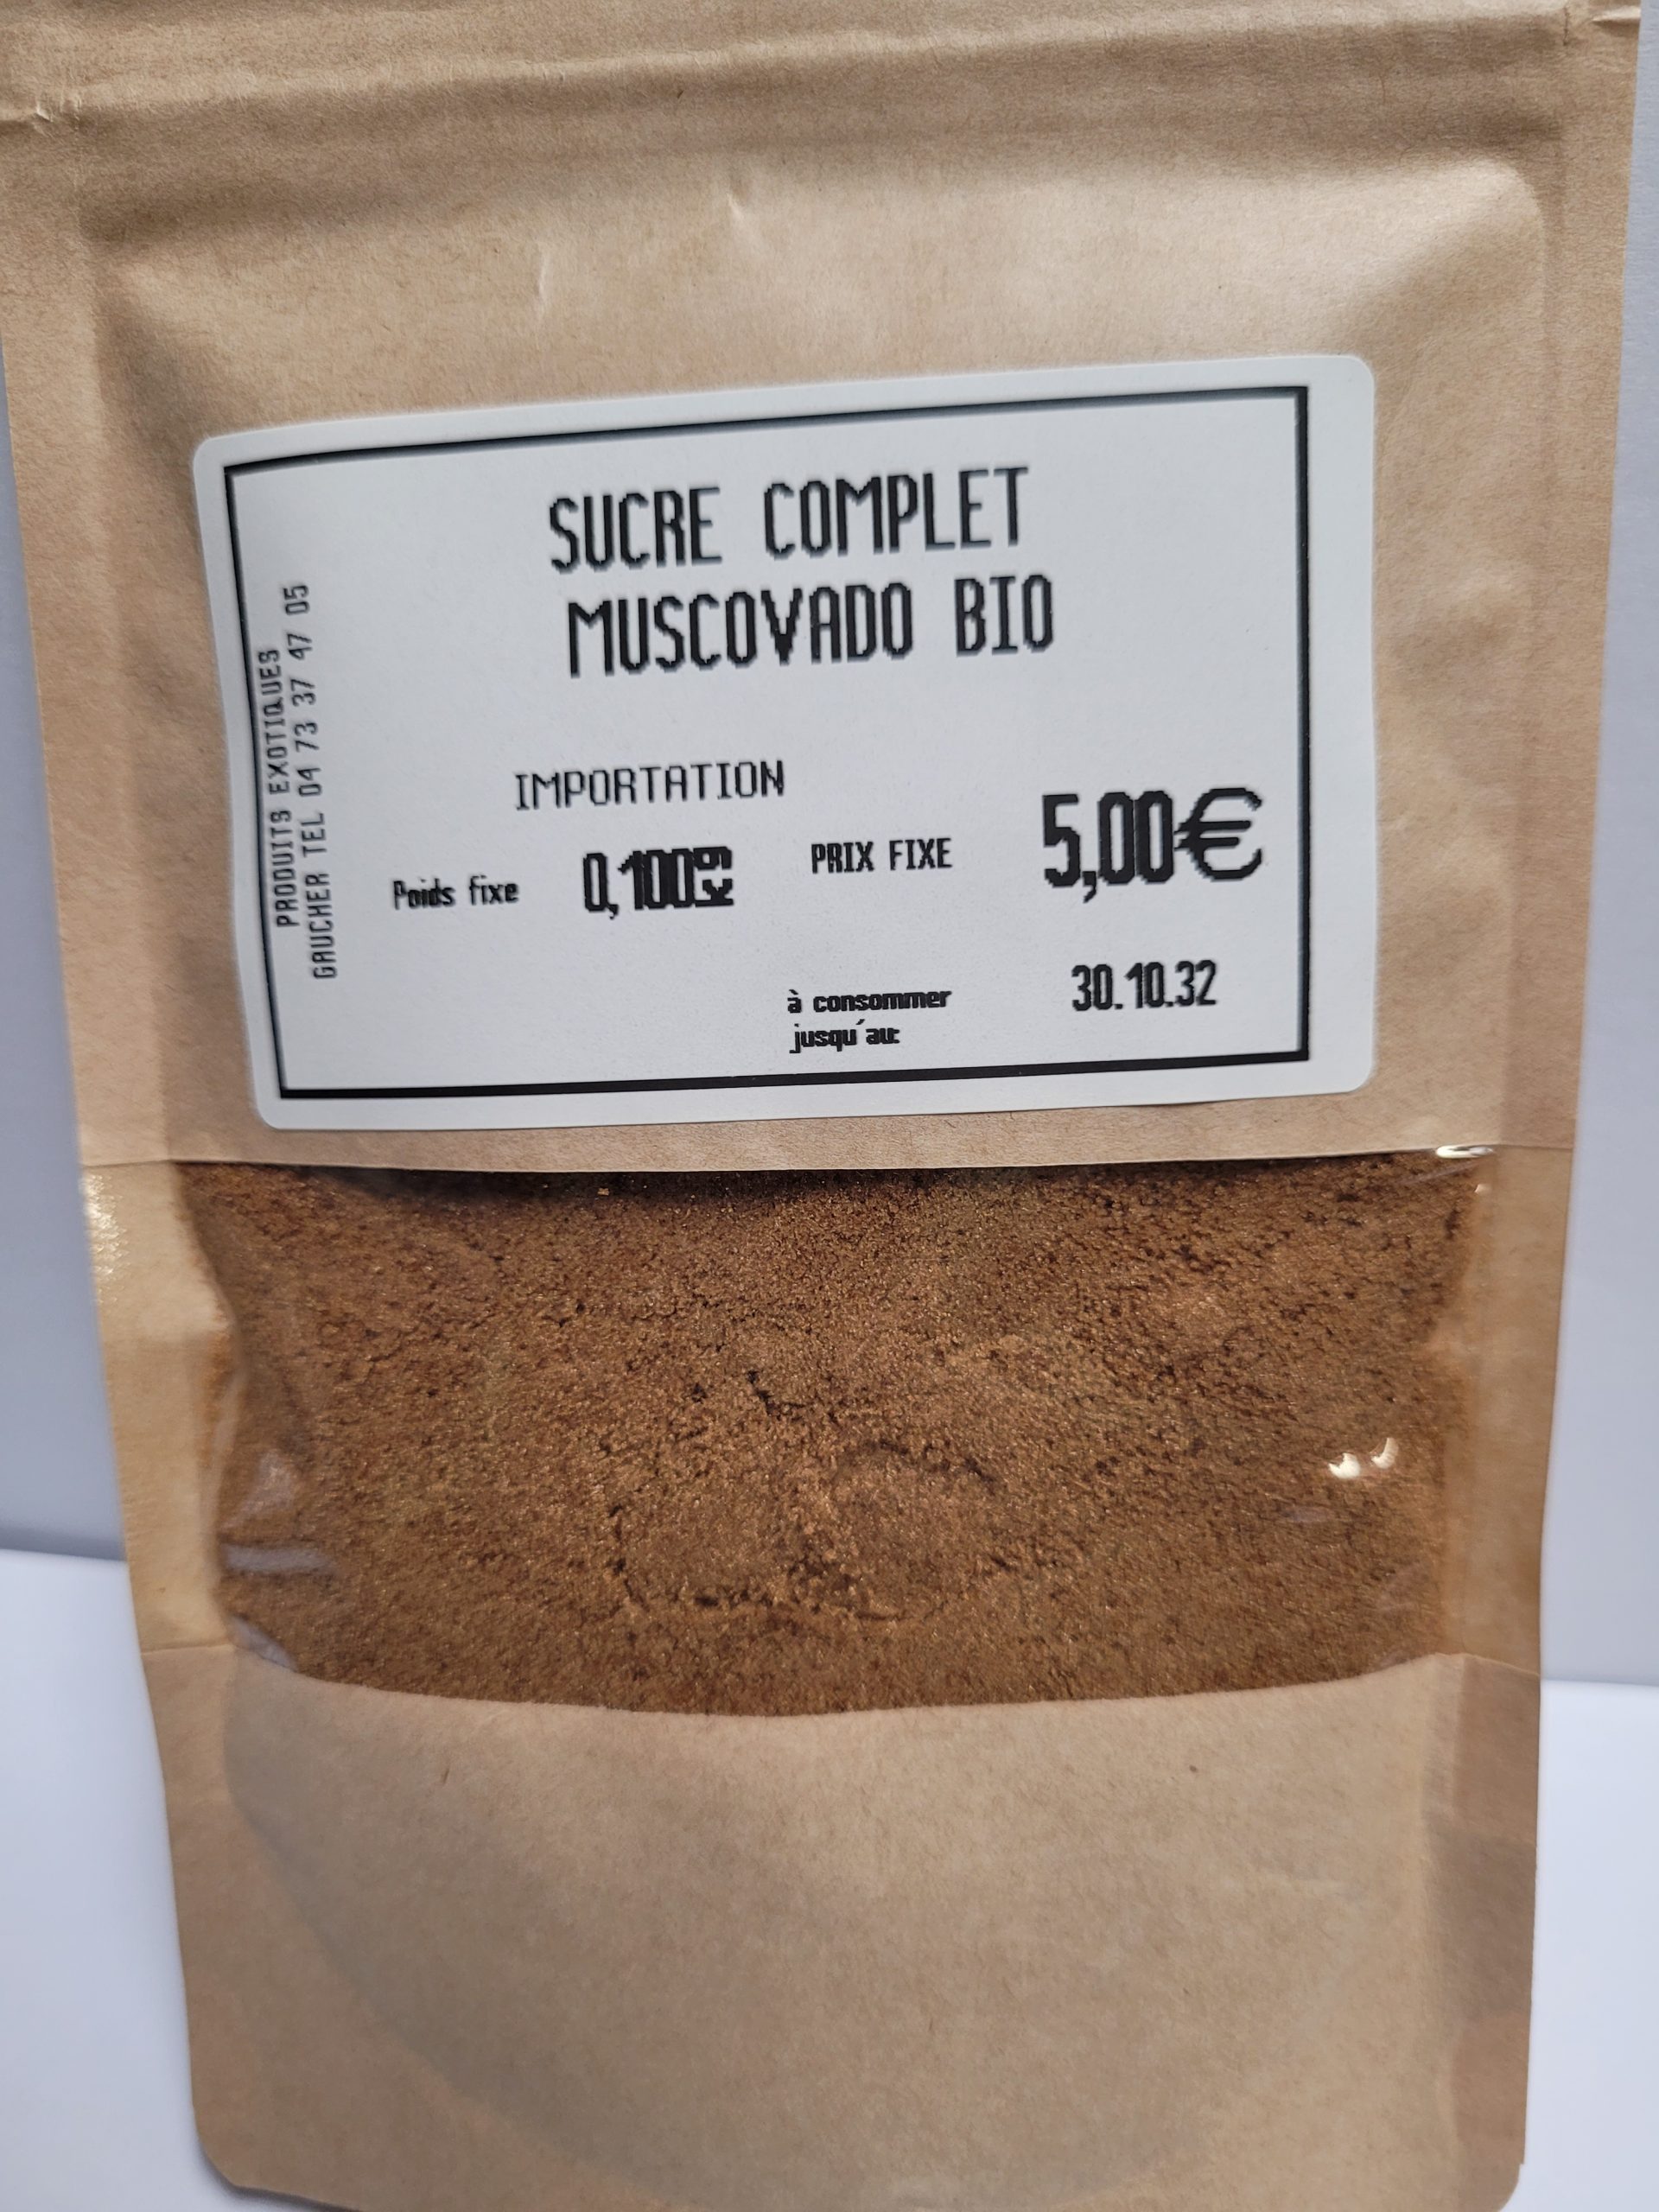 SUCRE COMPLET
MUSCOVADO BIO
PRODUITS EXOTIQUES
GAUCHER TEL 04 73 37 47 05
IMPORTATION
Poids fixe 0,100kg PRIX FIXE 5,00€
à consommer 30.10.32
jusqu'au: